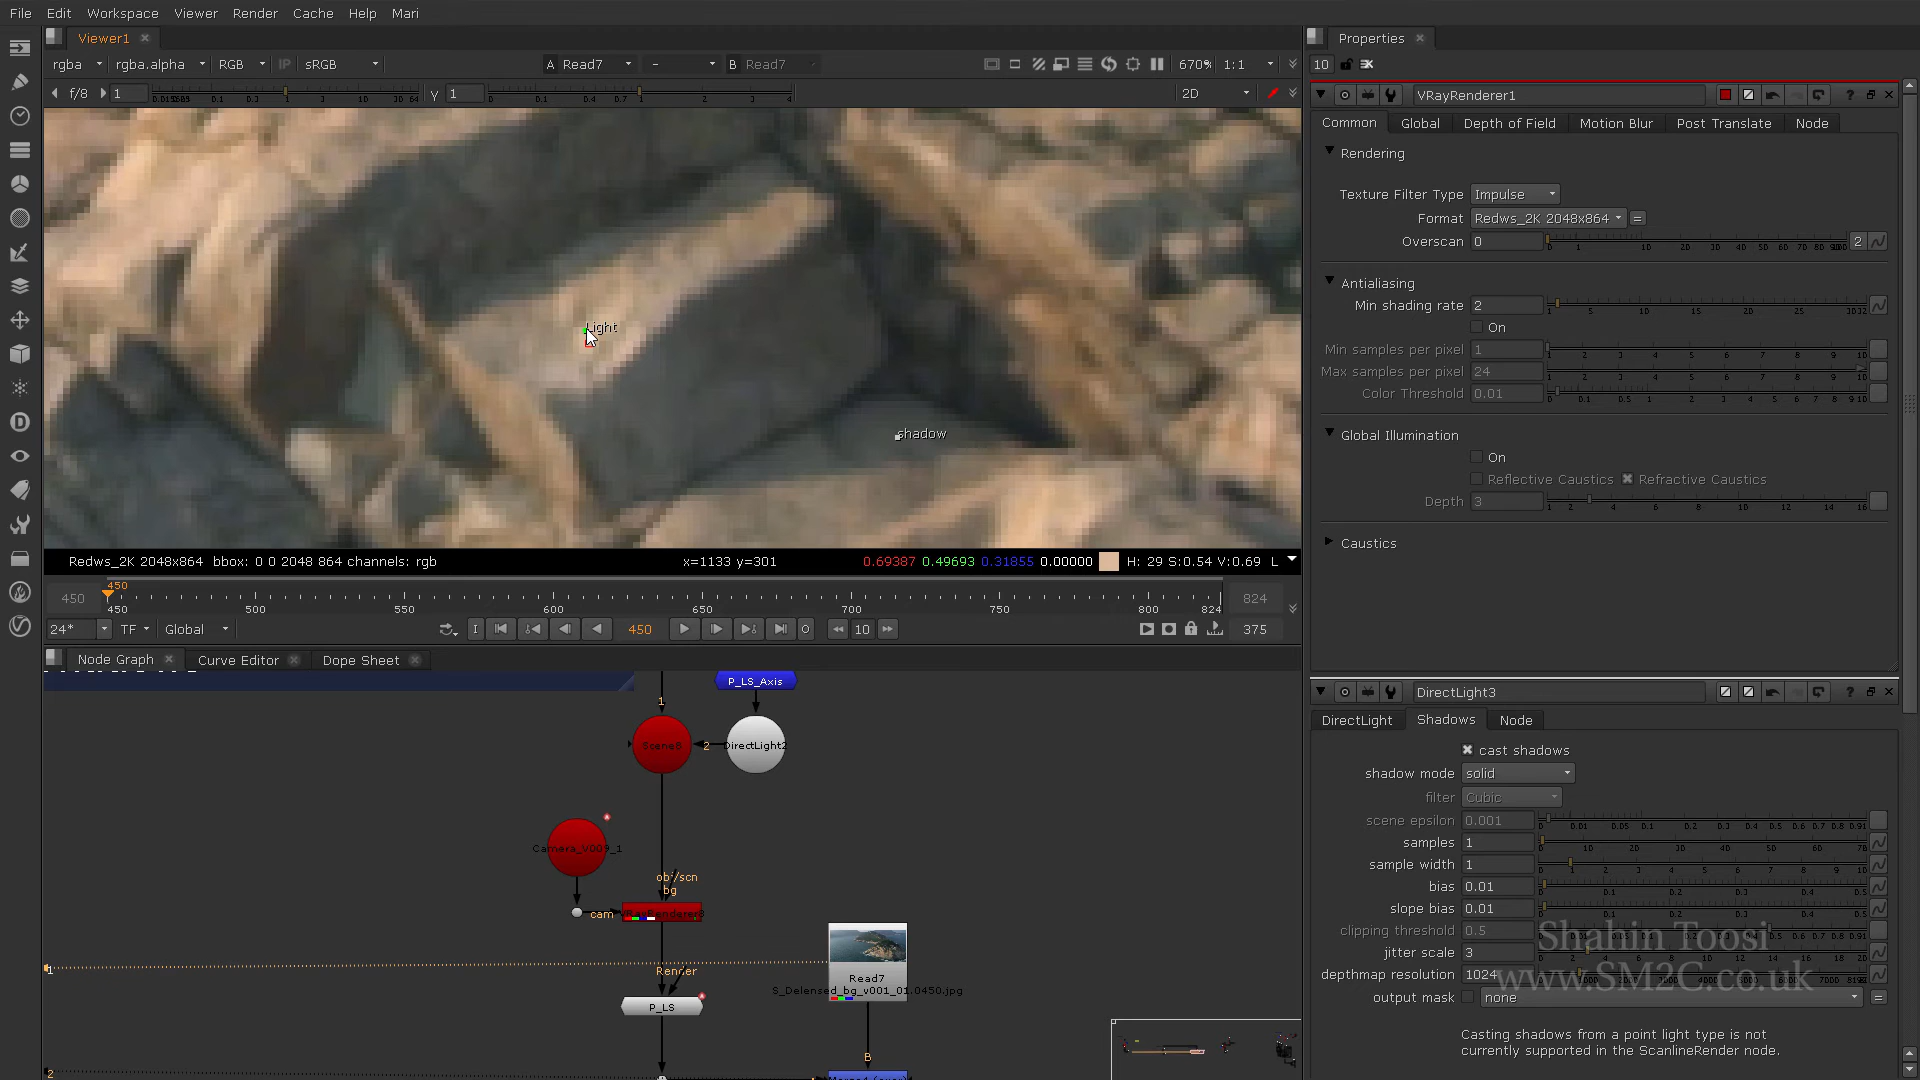 File Edit Workspace Viewer Render Cache Help Mari
Viewer1
Properties
rgba rgba.alpha RGB IP sRGB A Read7 - B Read7 670% 1:1
10
f/8 1 Y 1 2D
VRayRenderer1
Common Global Depth of Field Motion Blur Post Translate Node
Rendering
Texture Filter Type Impulse
Format Redws_2K 2048x864 =
Overscan 0 2
Antialiasing
Min shading rate 2
On
Min samples per pixel 1
Max samples per pixel 24
Color Threshold 0.01
Global Illumination
On
Reflective Caustics Refractive Caustics
Depth 3
Caustics
Light
shadow
Redws_2K 2048x864 bbox: 0 0 2048 864 channels: rgb x=1133 y=301 0.69387 0.49693 0.31855 0.00000 H: 29 S:0.54 V:0.69 L
450
450 450 500 550 600 650 700 750 800 824 824
24* TF Global I 450 O 10 375
Node Graph Curve Editor Dope Sheet
P_LS_Axis
1
Scene6 2 DirectLight2
Camera_V009_1
obj/scn
bg
cam VRayRenderer3
1
Render
Read7
S_Delensed_bg_v001_01.0450.jpg
P_LS
B
2
DirectLight3
DirectLight Shadows Node
cast shadows
shadow mode solid
filter Cubic
scene epsilon 0.001
samples 1
sample width 1
bias 0.01
slope bias 0.01
clipping threshold 0.5
jitter scale 3
depthmap resolution 1024
output mask none =
Casting shadows from a point light type is not
currently supported in the ScanlineRender node.
Shahin Toosi
www.SM2C.co.uk